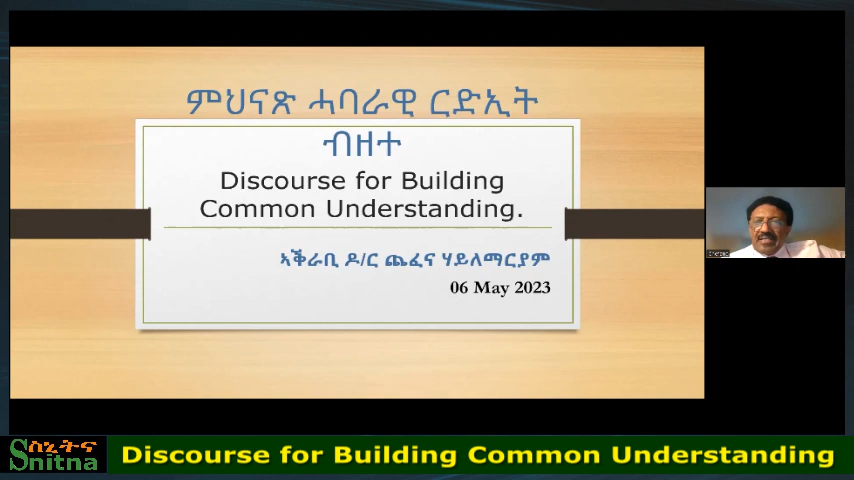 ምህናጽ ሓባራዊ ርድኢት
ብዘተ
Discourse for Building
Common Understanding.
ኣቕራቢ ዶ/ር ጨፈና ሃይለማርያም
06 May 2023
ስኒትና
Snitna
Discourse for Building Common Understanding